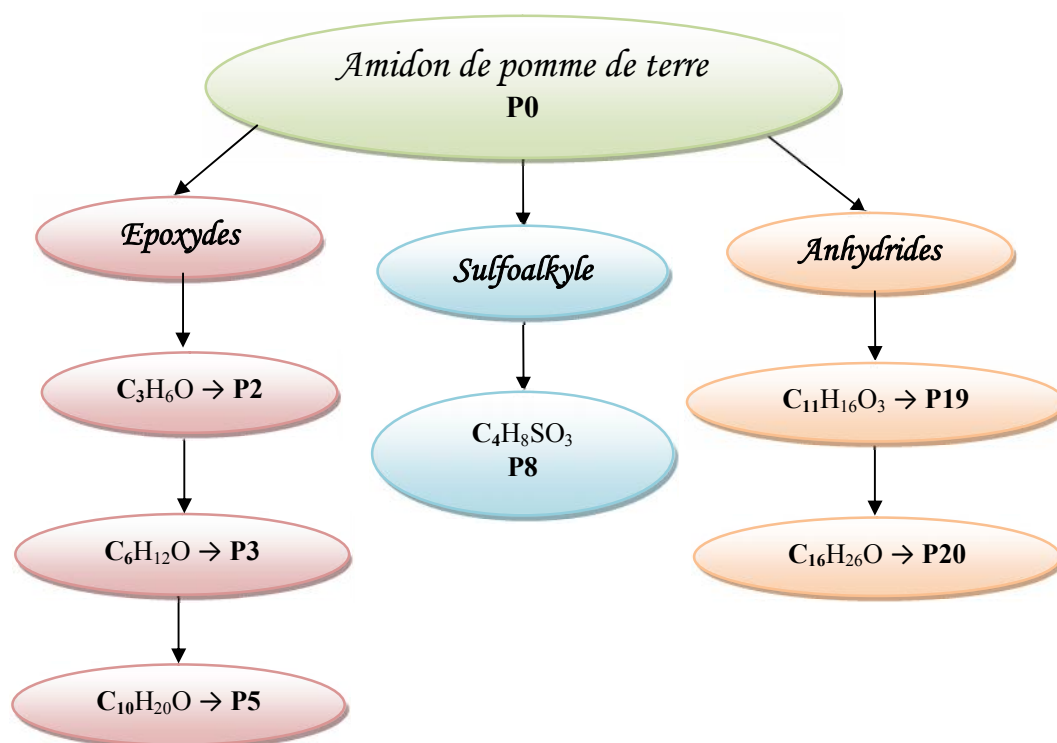 Amidon de pomme de terre
P0
Epoxydes
Sulfoalkyle
Anhydrides
C₃H₆O → P2
C₄H₈SO₃
P8
C₁₁H₁₆O₃ → P19
C₆H₁₂O → P3
C₁₆H₂₆O → P20
C₁₀H₂₀O → P5